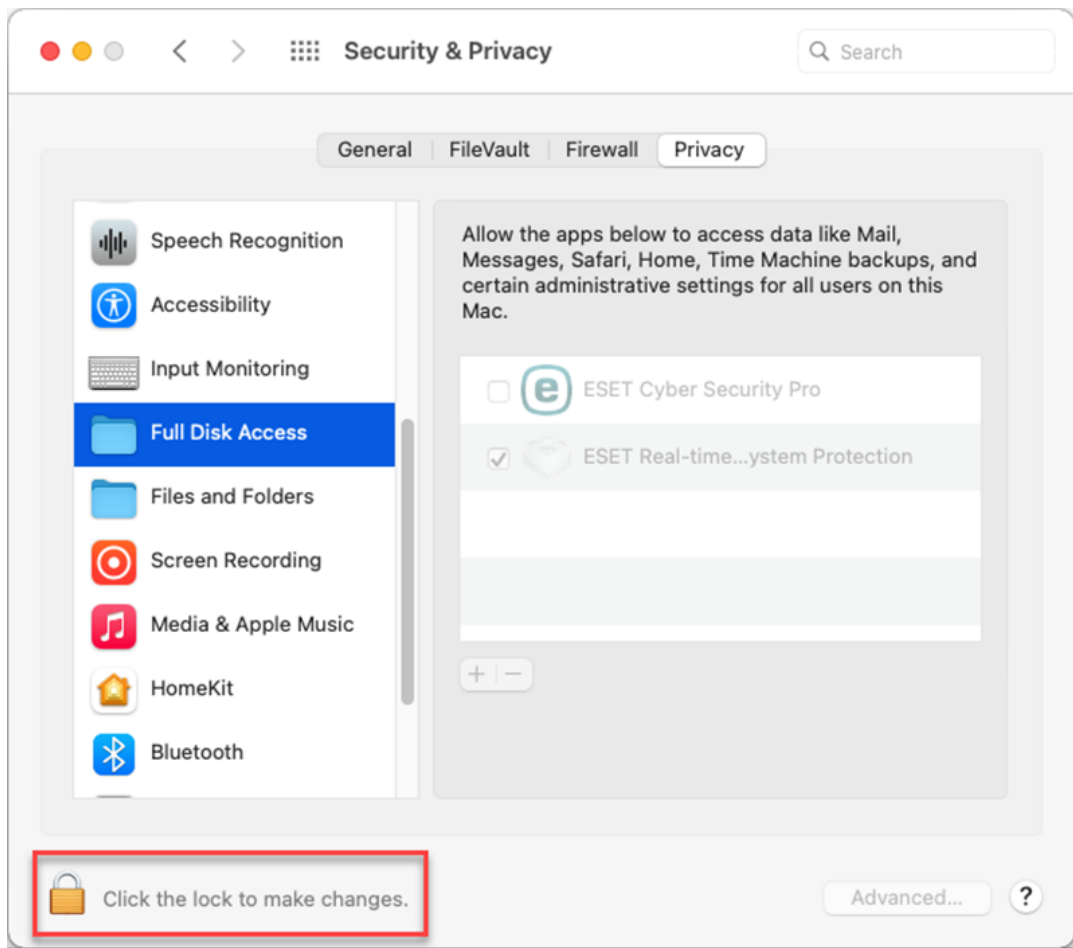 Security & Privacy
Search
General
FileVault
Firewall
Privacy
Speech Recognition
Accessibility
Input Monitoring
Full Disk Access
Files and Folders
Screen Recording
Media & Apple Music
HomeKit
Bluetooth
Allow the apps below to access data like Mail,
Messages, Safari, Home, Time Machine backups, and
certain administrative settings for all users on this
Mac.
e ESET Cyber Security Pro
ESET Real-time...ystem Protection
+ −
Click the lock to make changes.
Advanced...
?